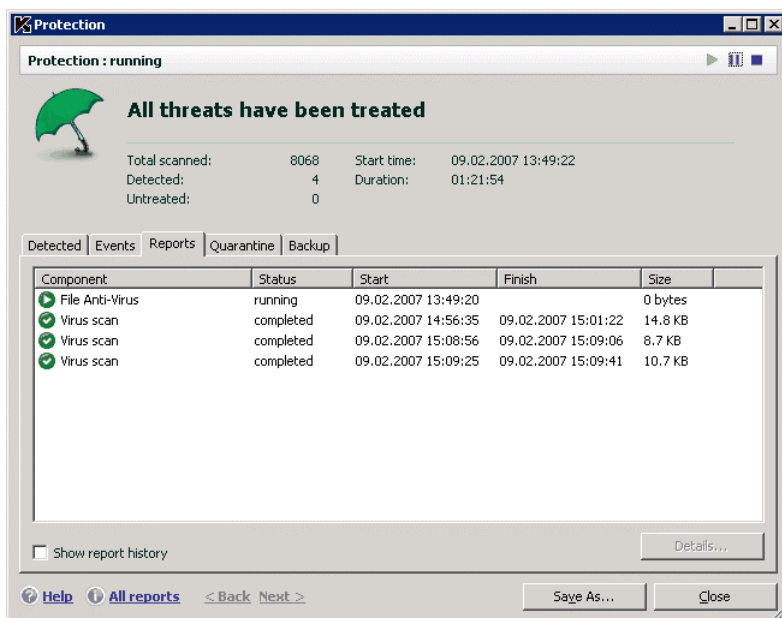 Protection
Protection : running
All threats have been treated
Total scanned: 8068 Start time: 09.02.2007 13:49:22
Detected: 4 Duration: 01:21:54
Untreated: 0
Detected Events Reports Quarantine Backup
Component Status Start Finish Size
File Anti-Virus running 09.02.2007 13:49:20 0 bytes
Virus scan completed 09.02.2007 14:56:35 09.02.2007 15:01:22 14.8 KB
Virus scan completed 09.02.2007 15:08:56 09.02.2007 15:09:06 8.7 KB
Virus scan completed 09.02.2007 15:09:25 09.02.2007 15:09:41 10.7 KB
Show report history Details...
Help All reports < Back Next > Save As... Close